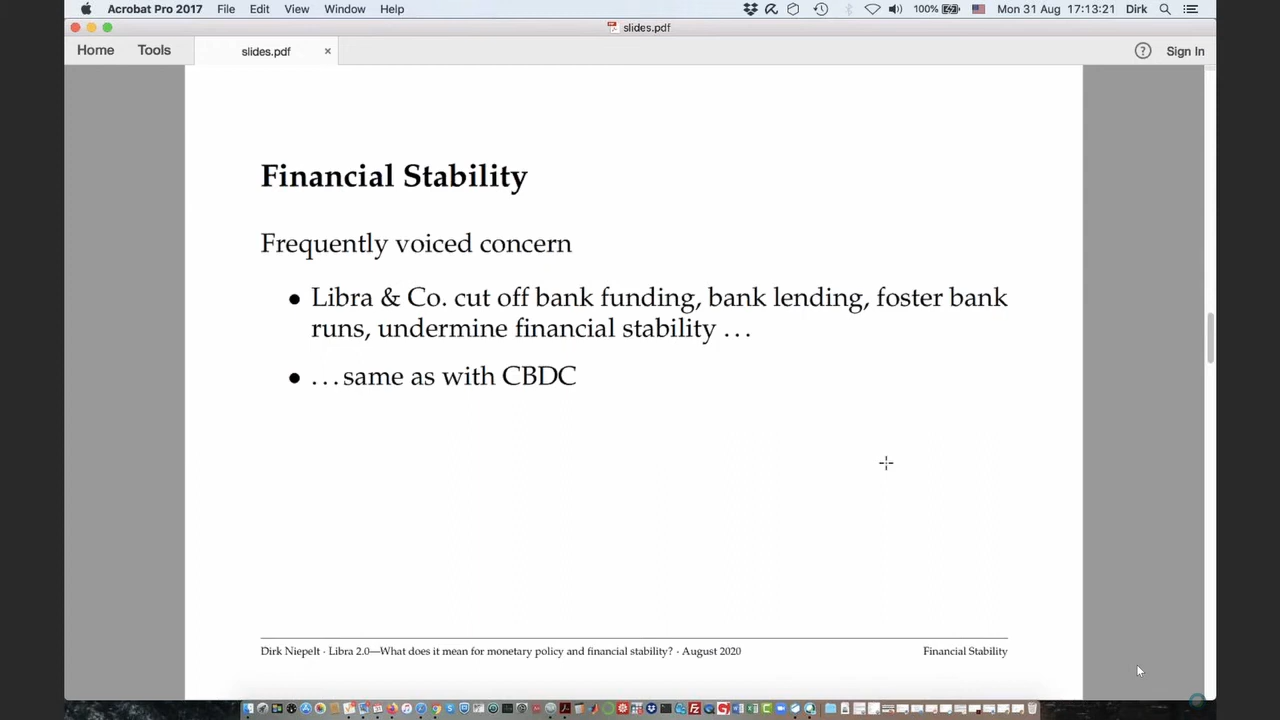 Acrobat Pro 2017 File Edit View Window Help 100% Mon 31 Aug 17:13:21 Dirk
slides.pdf
Home Tools slides.pdf × ? Sign In
Financial Stability
Frequently voiced concern
● Libra & Co. cut off bank funding, bank lending, foster bank
runs, undermine financial stability . . .
● . . . same as with CBDC
Dirk Niepelt · Libra 2.0—What does it mean for monetary policy and financial stability? · August 2020 Financial Stability